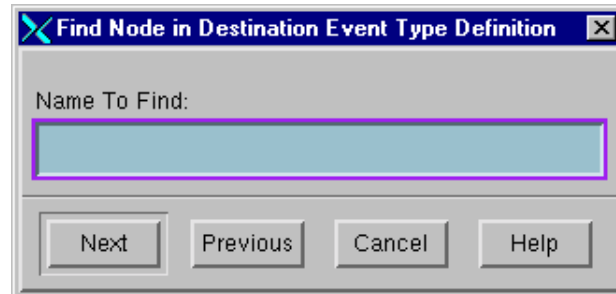 Find Node in Destination Event Type Definition
Name To Find:
Next Previous Cancel Help